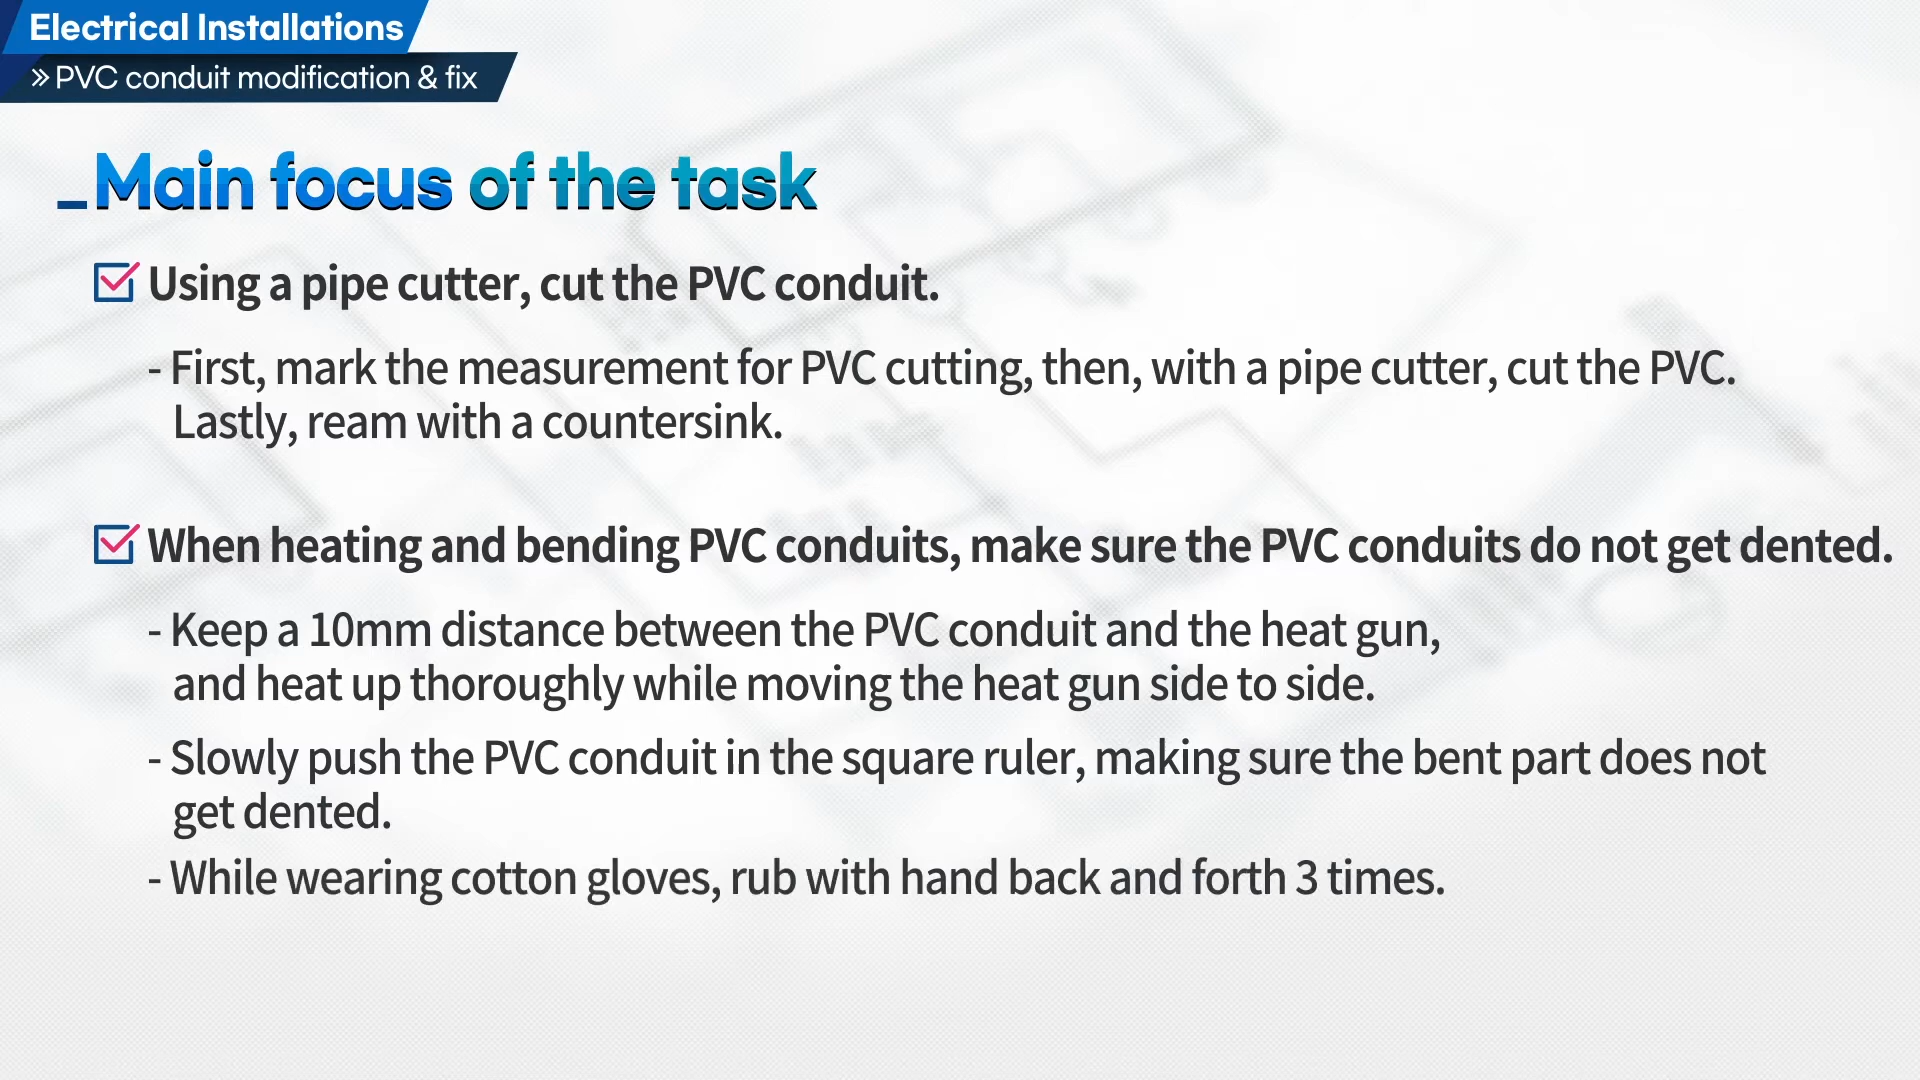 Electrical Installations
» PVC conduit modification & fix
Main focus of the task
Using a pipe cutter, cut the PVC conduit.
- First, mark the measurement for PVC cutting, then, with a pipe cutter, cut the PVC.
Lastly, ream with a countersink.
When heating and bending PVC conduits, make sure the PVC conduits do not get dented.
- Keep a 10mm distance between the PVC conduit and the heat gun,
and heat up thoroughly while moving the heat gun side to side.
- Slowly push the PVC conduit in the square ruler, making sure the bent part does not
get dented.
- While wearing cotton gloves, rub with hand back and forth 3 times.